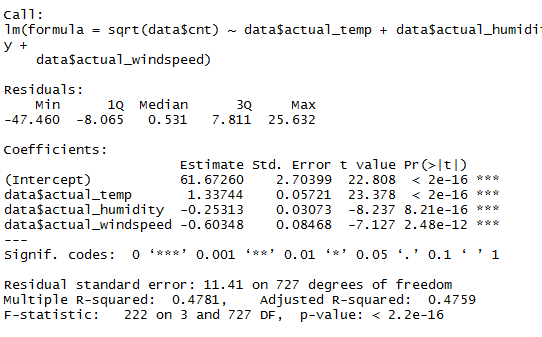 Call:
lm(formula = sqrt(data$cnt) ~ data$actual_temp + data$actual_humidit
y +
    data$actual_windspeed)
Residuals:
    Min      1Q  Median      3Q     Max
-47.460  -8.065   0.531   7.811  25.632
Coefficients:
                      Estimate Std. Error t value Pr(>|t|)
(Intercept)           61.67260    2.70399  22.808  < 2e-16 ***
data$actual_temp       1.33744    0.05721  23.378  < 2e-16 ***
data$actual_humidity  -0.25313    0.03073  -8.237 8.21e-16 ***
data$actual_windspeed -0.60348    0.08468  -7.127 2.48e-12 ***
---
Signif. codes:  0 ‘***’ 0.001 ‘**’ 0.01 ‘*’ 0.05 ‘.’ 0.1 ‘ ’ 1
Residual standard error: 11.41 on 727 degrees of freedom
Multiple R-squared:  0.4781,    Adjusted R-squared:  0.4759
F-statistic:   222 on 3 and 727 DF,  p-value: < 2.2e-16